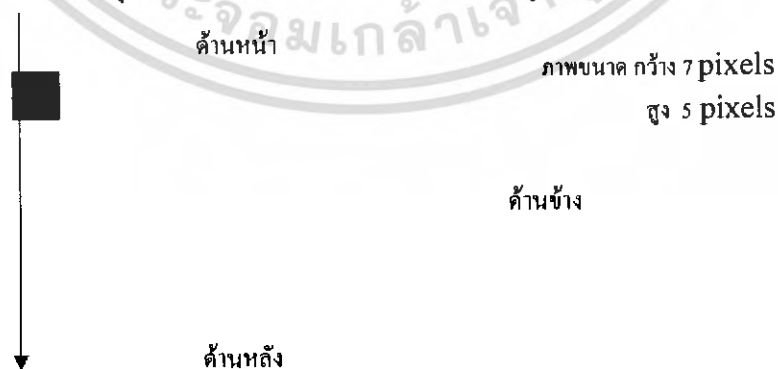 ด้านหน้า
ภาพขนาด กว้าง 7 pixels
สูง 5 pixels
ด้านข้าง
ด้านหลัง